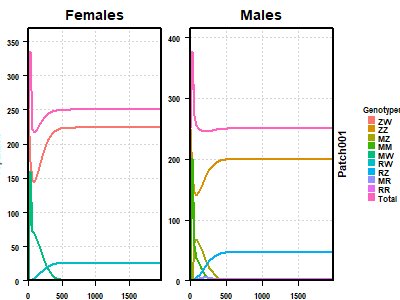 Females
Males
350
300
250
200
150
100
50
0
0
500
1000
1500
400
300
200
100
0
0
500
1000
1500
Patch001
Genotypes
ZW
ZZ
MZ
MM
MW
RW
RZ
MR
RR
Total